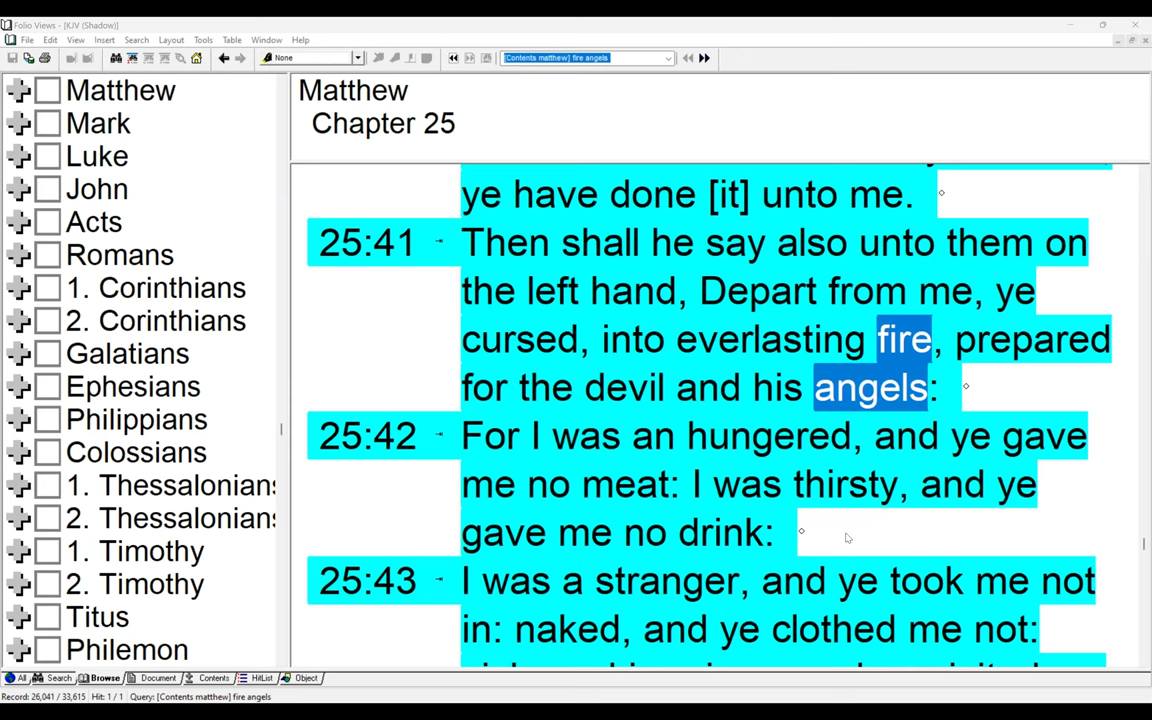 Folio Views - [KJV (Shadow)]
File Edit View Insert Search Layout Tools Table Window Help
None
[Contents matthew] fire angels
Matthew
Mark
Luke
John
Acts
Romans
1. Corinthians
2. Corinthians
Galatians
Ephesians
Philippians
Colossians
1. Thessalonians
2. Thessalonians
1. Timothy
2. Timothy
Titus
Philemon
Matthew
Chapter 25
ye have done [it] unto me.
25:41 Then shall he say also unto them on
the left hand, Depart from me, ye
cursed, into everlasting fire, prepared
for the devil and his angels:
25:42 For I was an hungered, and ye gave
me no meat: I was thirsty, and ye
gave me no drink:
25:43 I was a stranger, and ye took me not
in: naked, and ye clothed me not:
All Search Browse Document Contents HitList Object
Record: 26,041 / 33,615 Hit: 1 / 1 Query: [Contents matthew] fire angels